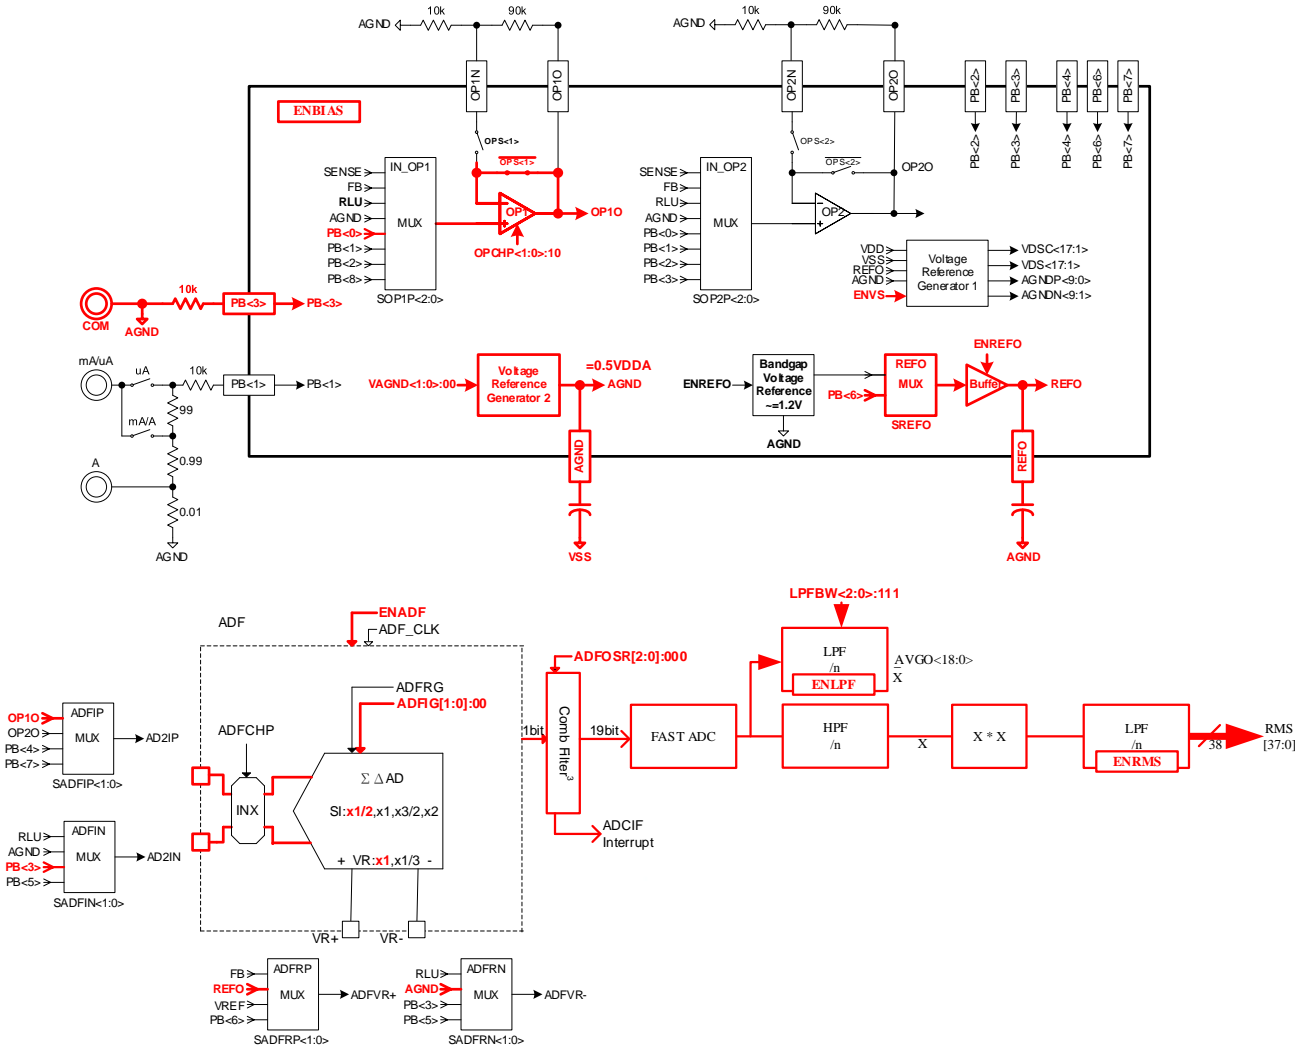 AGND
10k
90k
AGND
10k
90k
OP1N
OP1O
OP2N
OP2O
PB<2>
PB<3>
PB<4>
PB<6>
PB<7>
ENBIAS
OPS<1>
OPS<2>
PB<2>
PB<3>
PB<4>
PB<6>
PB<7>
SENSE
FB
RLU
AGND
PB<0>
PB<1>
PB<2>
PB<8>
IN_OP1
MUX
SOP1P<2:0>
OPS<1>
OP1
OP1O
OPCHP<1:0>:10
SENSE
FB
RLU
AGND
PB<0>
PB<1>
PB<2>
PB<3>
IN_OP2
MUX
SOP2P<2:0>
OPS<2>
OP2O
OP2
VDD
VSS
REFO
AGND
ENVS
Voltage
Reference
Generator 1
VDSC<17:1>
VDS<17:1>
AGNDP<9:0>
AGNDN<9:1>
COM
AGND
10k
PB<3>
PB<3>
mA/uA
uA
10k
PB<1>
PB<1>
99
mA/A
0.99
A
0.01
AGND
VAGND<1:0>:00
Voltage
Reference
Generator 2
=0.5VDDA
AGND
AGND
VSS
ENREFO
Bandgap
Voltage
Reference
~=1.2V
AGND
PB<6>
REFO
MUX
SREFO
ENREFO
Buffer
REFO
REFO
AGND
ADF
ENADF
ADF_CLK
ADFRG
ADFIG[1:0]:00
ADFCHP
INX
Σ Δ AD
SI:x1/2,x1,x3/2,x2
+ VR:x1,x1/3 -
VR+
VR-
OP1O
OP2O
PB<4>
PB<7>
ADFIP
MUX
AD2IP
SADFIP<1:0>
RLU
AGND
PB<3>
PB<5>
ADFIN
MUX
AD2IN
SADFIN<1:0>
FB
REFO
VREF
PB<6>
ADFRP
MUX
ADFVR+
SADFRP<1:0>
RLU
AGND
PB<3>
PB<5>
ADFRN
MUX
ADFVR-
SADFRN<1:0>
1bit
ADFOSR[2:0]:000
Comb Filter³
19bit
ADCIF
Interrupt
FAST ADC
LPFBW<2:0>:111
LPF
/n
ENLPF
AVGO<18:0>
X̄
HPF
/n
X
X * X
LPF
/n
ENRMS
38
RMS
[37:0]